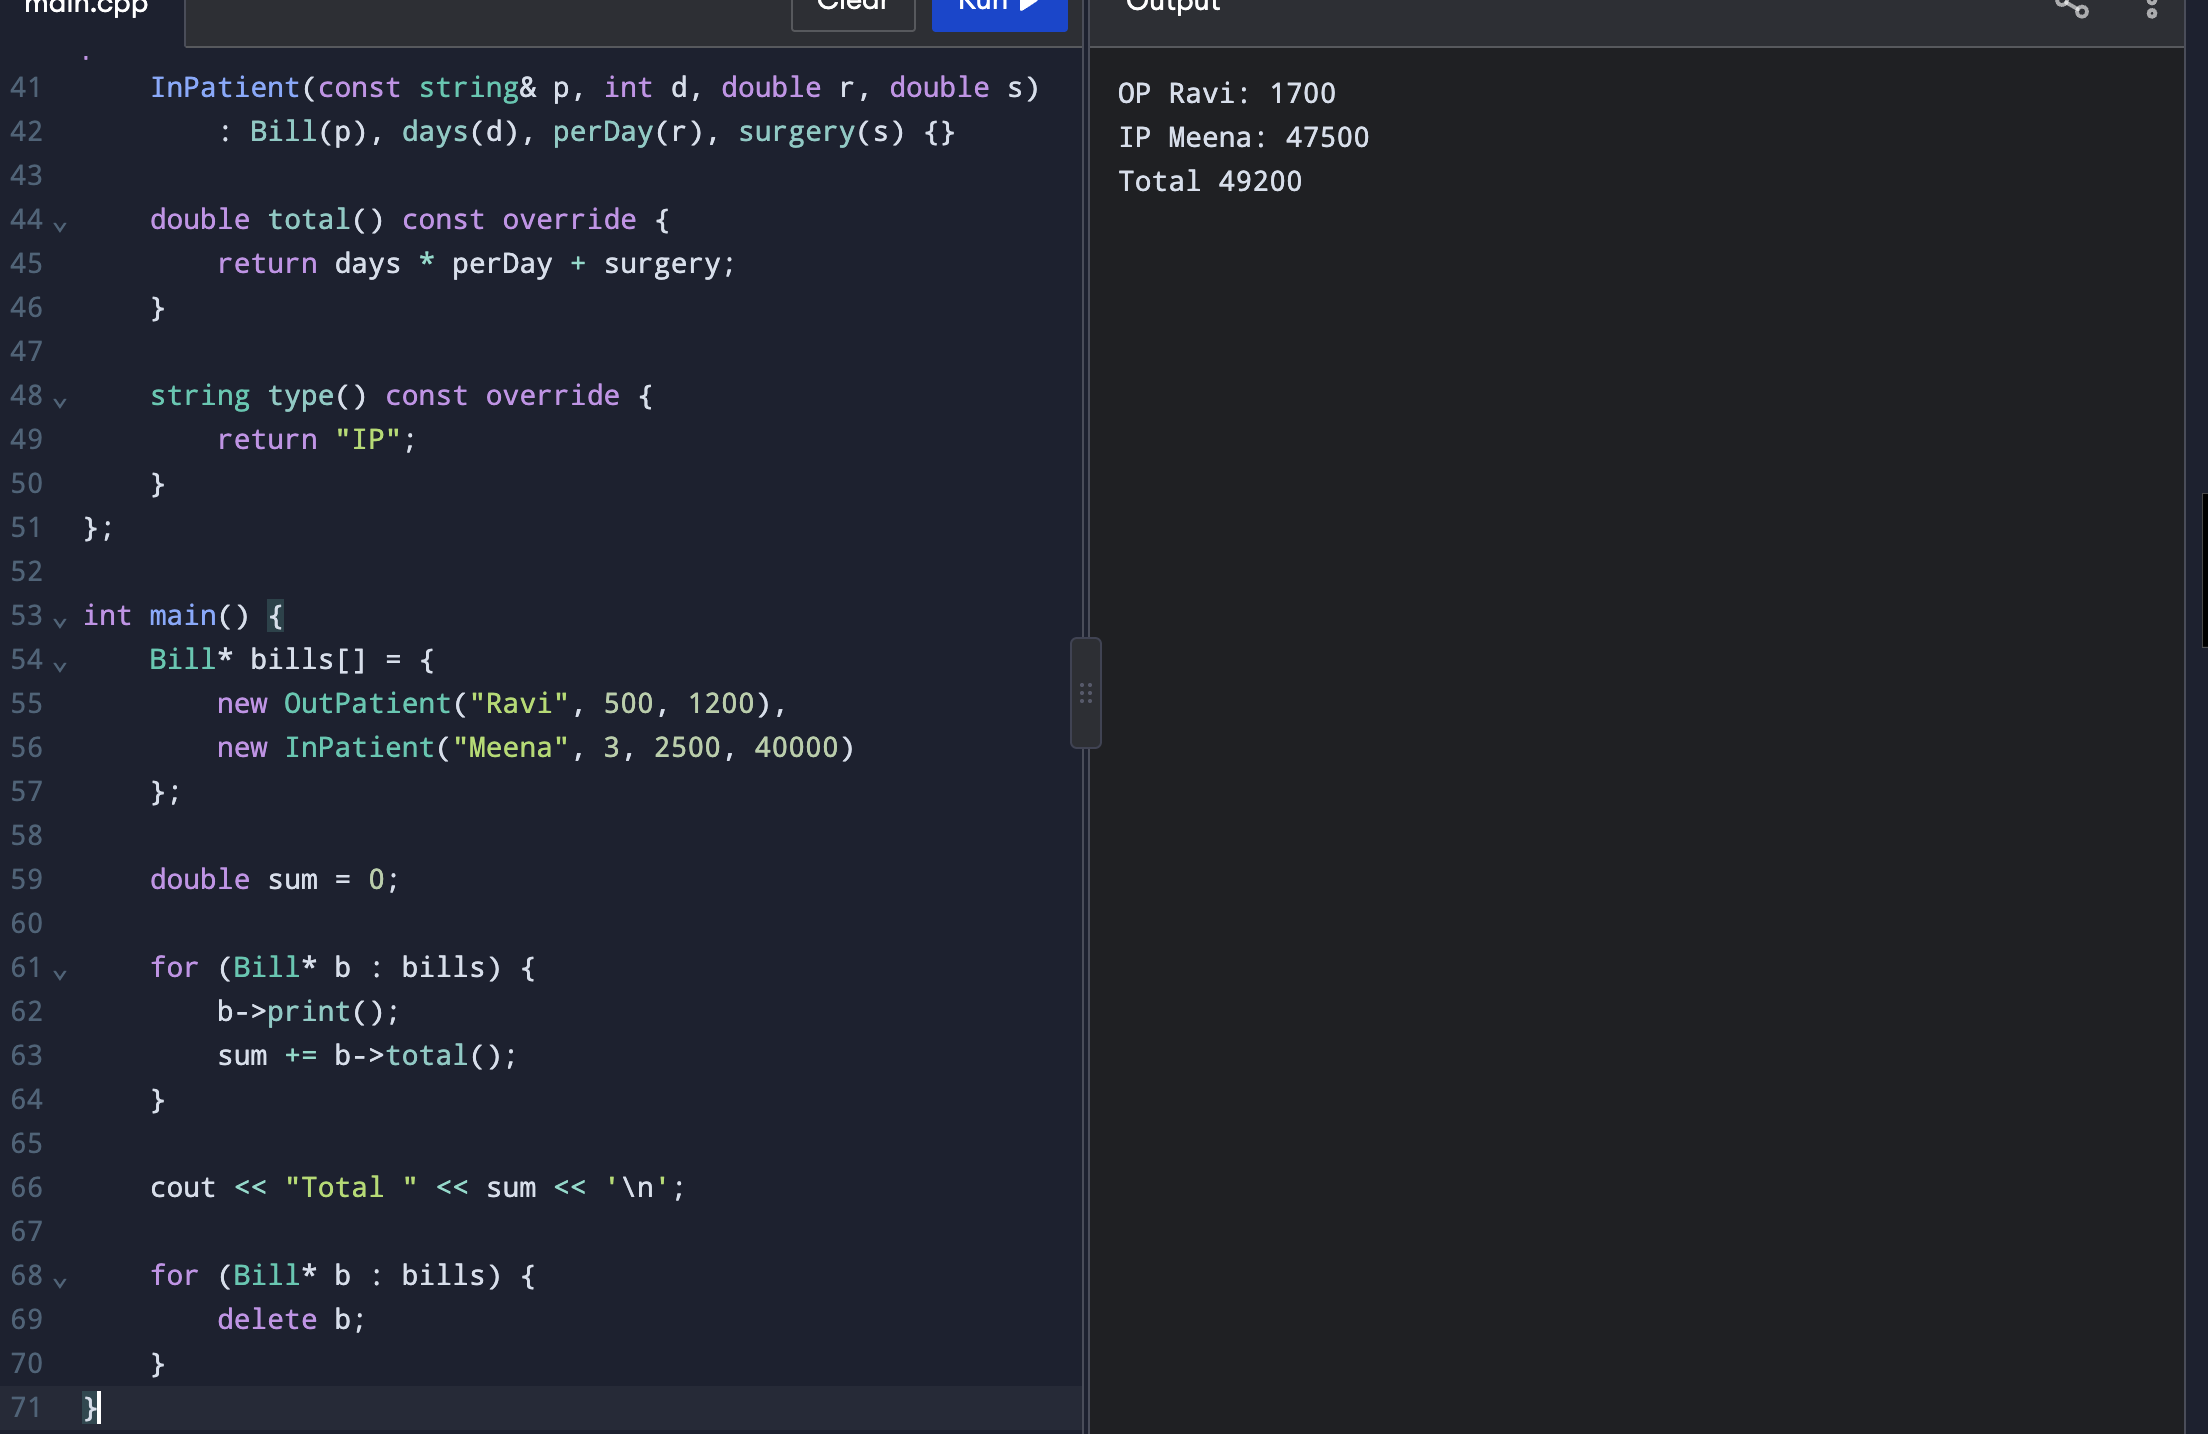 main.cpp
Clear
Run
Output
41 InPatient(const string& p, int d, double r, double s)
42 : Bill(p), days(d), perDay(r), surgery(s) {}
43
44 double total() const override {
45 return days * perDay + surgery;
46 }
47
48 string type() const override {
49 return "IP";
50 }
51 };
52
53 int main() {
54 Bill* bills[] = {
55 new OutPatient("Ravi", 500, 1200),
56 new InPatient("Meena", 3, 2500, 40000)
57 };
58
59 double sum = 0;
60
61 for (Bill* b : bills) {
62 b->print();
63 sum += b->total();
64 }
65
66 cout << "Total " << sum << '\n';
67
68 for (Bill* b : bills) {
69 delete b;
70 }
71 }
OP Ravi: 1700
IP Meena: 47500
Total 49200